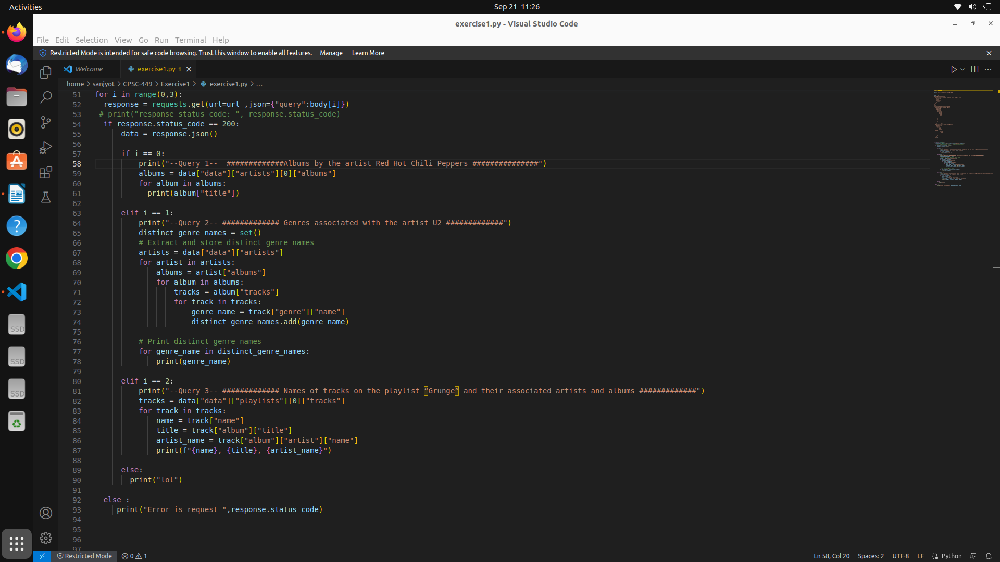 Activities
Sep 21 11:26
exercise1.py - Visual Studio Code
File Edit Selection View Go Run Terminal Help
Restricted Mode is intended for safe code browsing. Trust this window to enable all features. Manage Learn More
Welcome exercise1.py 1
home > sanjyot > CPSC-449 > Exercise1 > exercise1.py > ...
51 for i in range(0,3):
52 response = requests.get(url=url ,json={"query":body[i]})
53 # print("response status code: ", response.status_code)
54 if response.status_code == 200:
55 data = response.json()
56
57 if i == 0:
58 print("--Query 1--  #############Albums by the artist Red Hot Chili Peppers ###############")
59 albums = data["data"]["artists"][0]["albums"]
60 for album in albums:
61 print(album["title"])
62
63 elif i == 1:
64 print("--Query 2-- ############# Genres associated with the artist U2 #############")
65 distinct_genre_names = set()
66 # Extract and store distinct genre names
67 artists = data["data"]["artists"]
68 for artist in artists:
69 albums = artist["albums"]
70 for album in albums:
71 tracks = album["tracks"]
72 for track in tracks:
73 genre_name = track["genre"]["name"]
74 distinct_genre_names.add(genre_name)
75
76 # Print distinct genre names
77 for genre_name in distinct_genre_names:
78 print(genre_name)
79
80 elif i == 2:
81 print("--Query 3-- ############# Names of tracks on the playlist “Grunge” and their associated artists and albums #############")
82 tracks = data["data"]["playlists"][0]["tracks"]
83 for track in tracks:
84 name = track["name"]
85 title = track["album"]["title"]
86 artist_name = track["album"]["artist"]["name"]
87 print(f"{name}, {title}, {artist_name}")
88
89 else:
90 print("lol")
91
92 else :
93 print("Error is request ",response.status_code)
94
95
96
97
SSD
SSD
SSD
Restricted Mode 0 1 Ln 58, Col 20 Spaces: 2 UTF-8 LF Python